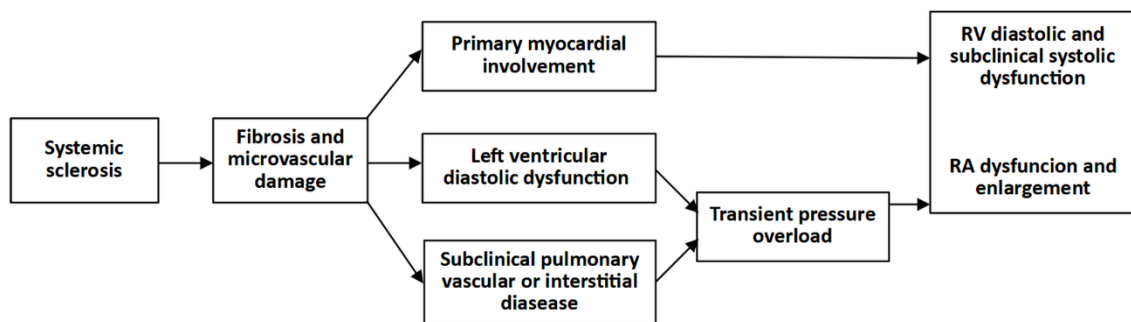 Systemic
sclerosis
Fibrosis and
microvascular
damage
Primary myocardial
involvement
Left ventricular
diastolic dysfunction
Subclinical pulmonary
vascular or interstitial
diasease
Transient pressure
overload
RV diastolic and
subclinical systolic
dysfunction
RA dysfuncion and
enlargement